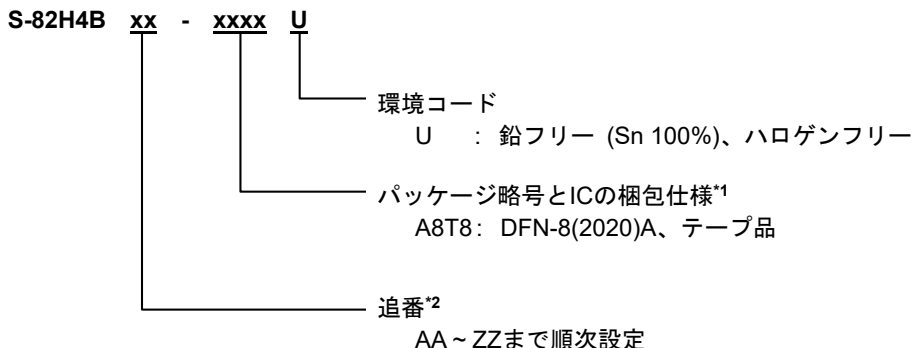 S-82H4B xx - xxxx U
環境コード
U : 鉛フリー (Sn 100%)、ハロゲンフリー
パッケージ略号とICの梱包仕様*1
A8T8: DFN-8(2020)A、テープ品
追番*2
AA ~ ZZまで順次設定